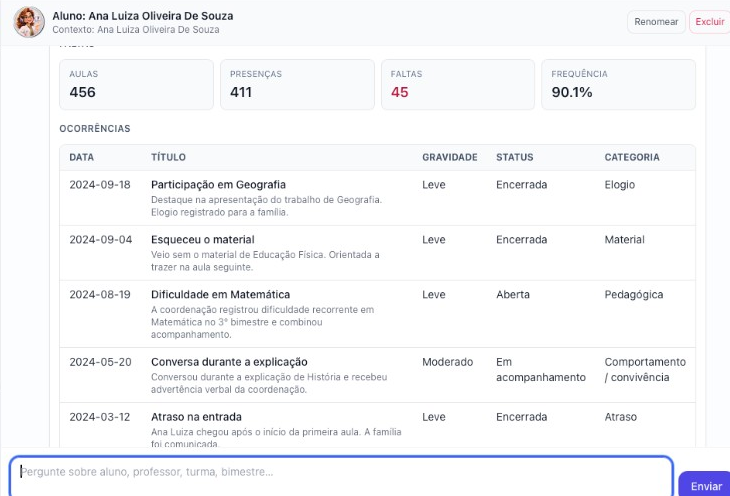 Aluno: Ana Luiza Oliveira De Souza
Contexto: Ana Luiza Oliveira De Souza
Renomear
Excluir
AULAS
456
PRESENÇAS
411
FALTAS
45
FREQUÊNCIA
90.1%
OCORRÊNCIAS
DATA TÍTULO GRAVIDADE STATUS CATEGORIA
2024-09-18 Participação em Geografia Leve Encerrada Elogio
Destaque na apresentação do trabalho de Geografia.
Elogio registrado para a família.
2024-09-04 Esqueceu o material Leve Encerrada Material
Veio sem o material de Educação Física. Orientada a
trazer na aula seguinte.
2024-08-19 Dificuldade em Matemática Leve Aberta Pedagógica
A coordenação registrou dificuldade recorrente em
Matemática no 3º bimestre e combinou
acompanhamento.
2024-05-20 Conversa durante a explicação Moderado Em acompanhamento Comportamento / convivência
Conversou durante a explicação de História e recebeu
advertência verbal da coordenação.
2024-03-12 Atraso na entrada Leve Encerrada Atraso
Ana Luiza chegou após o início da primeira aula. A família
foi comunicada.
Pergunte sobre aluno, professor, turma, bimestre...
Enviar